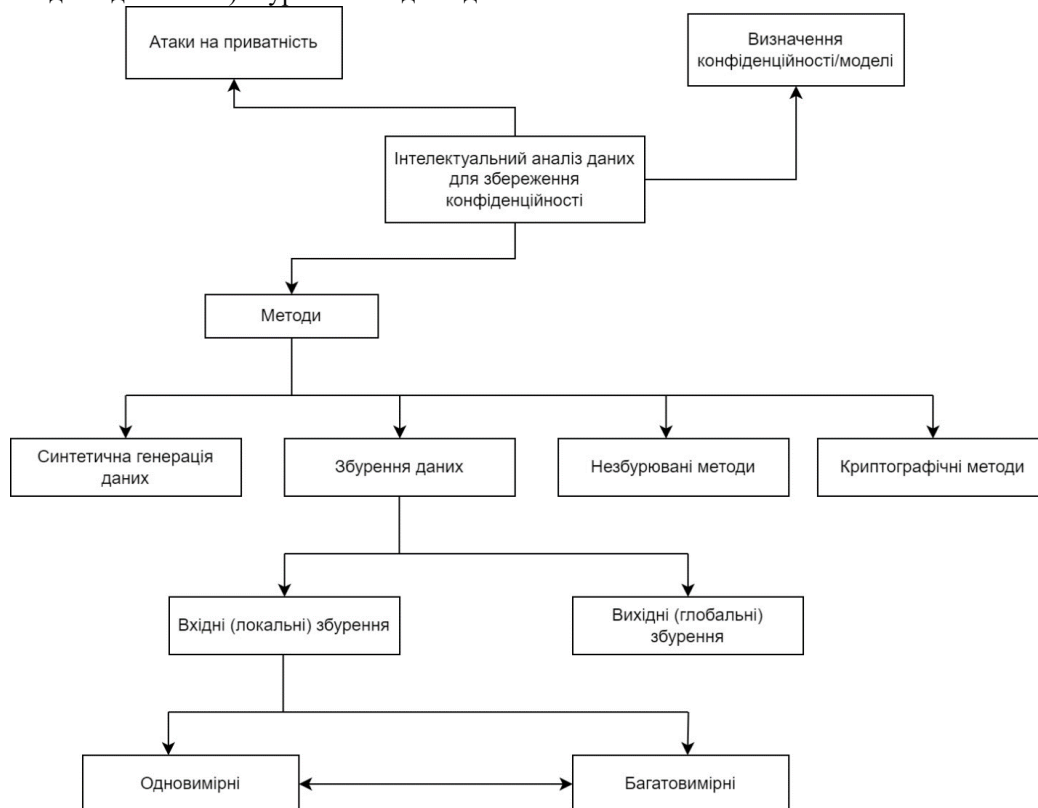 Атаки на приватність
Визначення
конфіденційності/моделі
Інтелектуальний аналіз даних
для збереження
конфіденційності
Методи
Синтетична генерація
даних
Збурення даних
Незбурювані методи
Криптографічні методи
Вхідні (локальні) збурення
Вихідні (глобальні)
збурення
Одновимірні
Багатовимірні